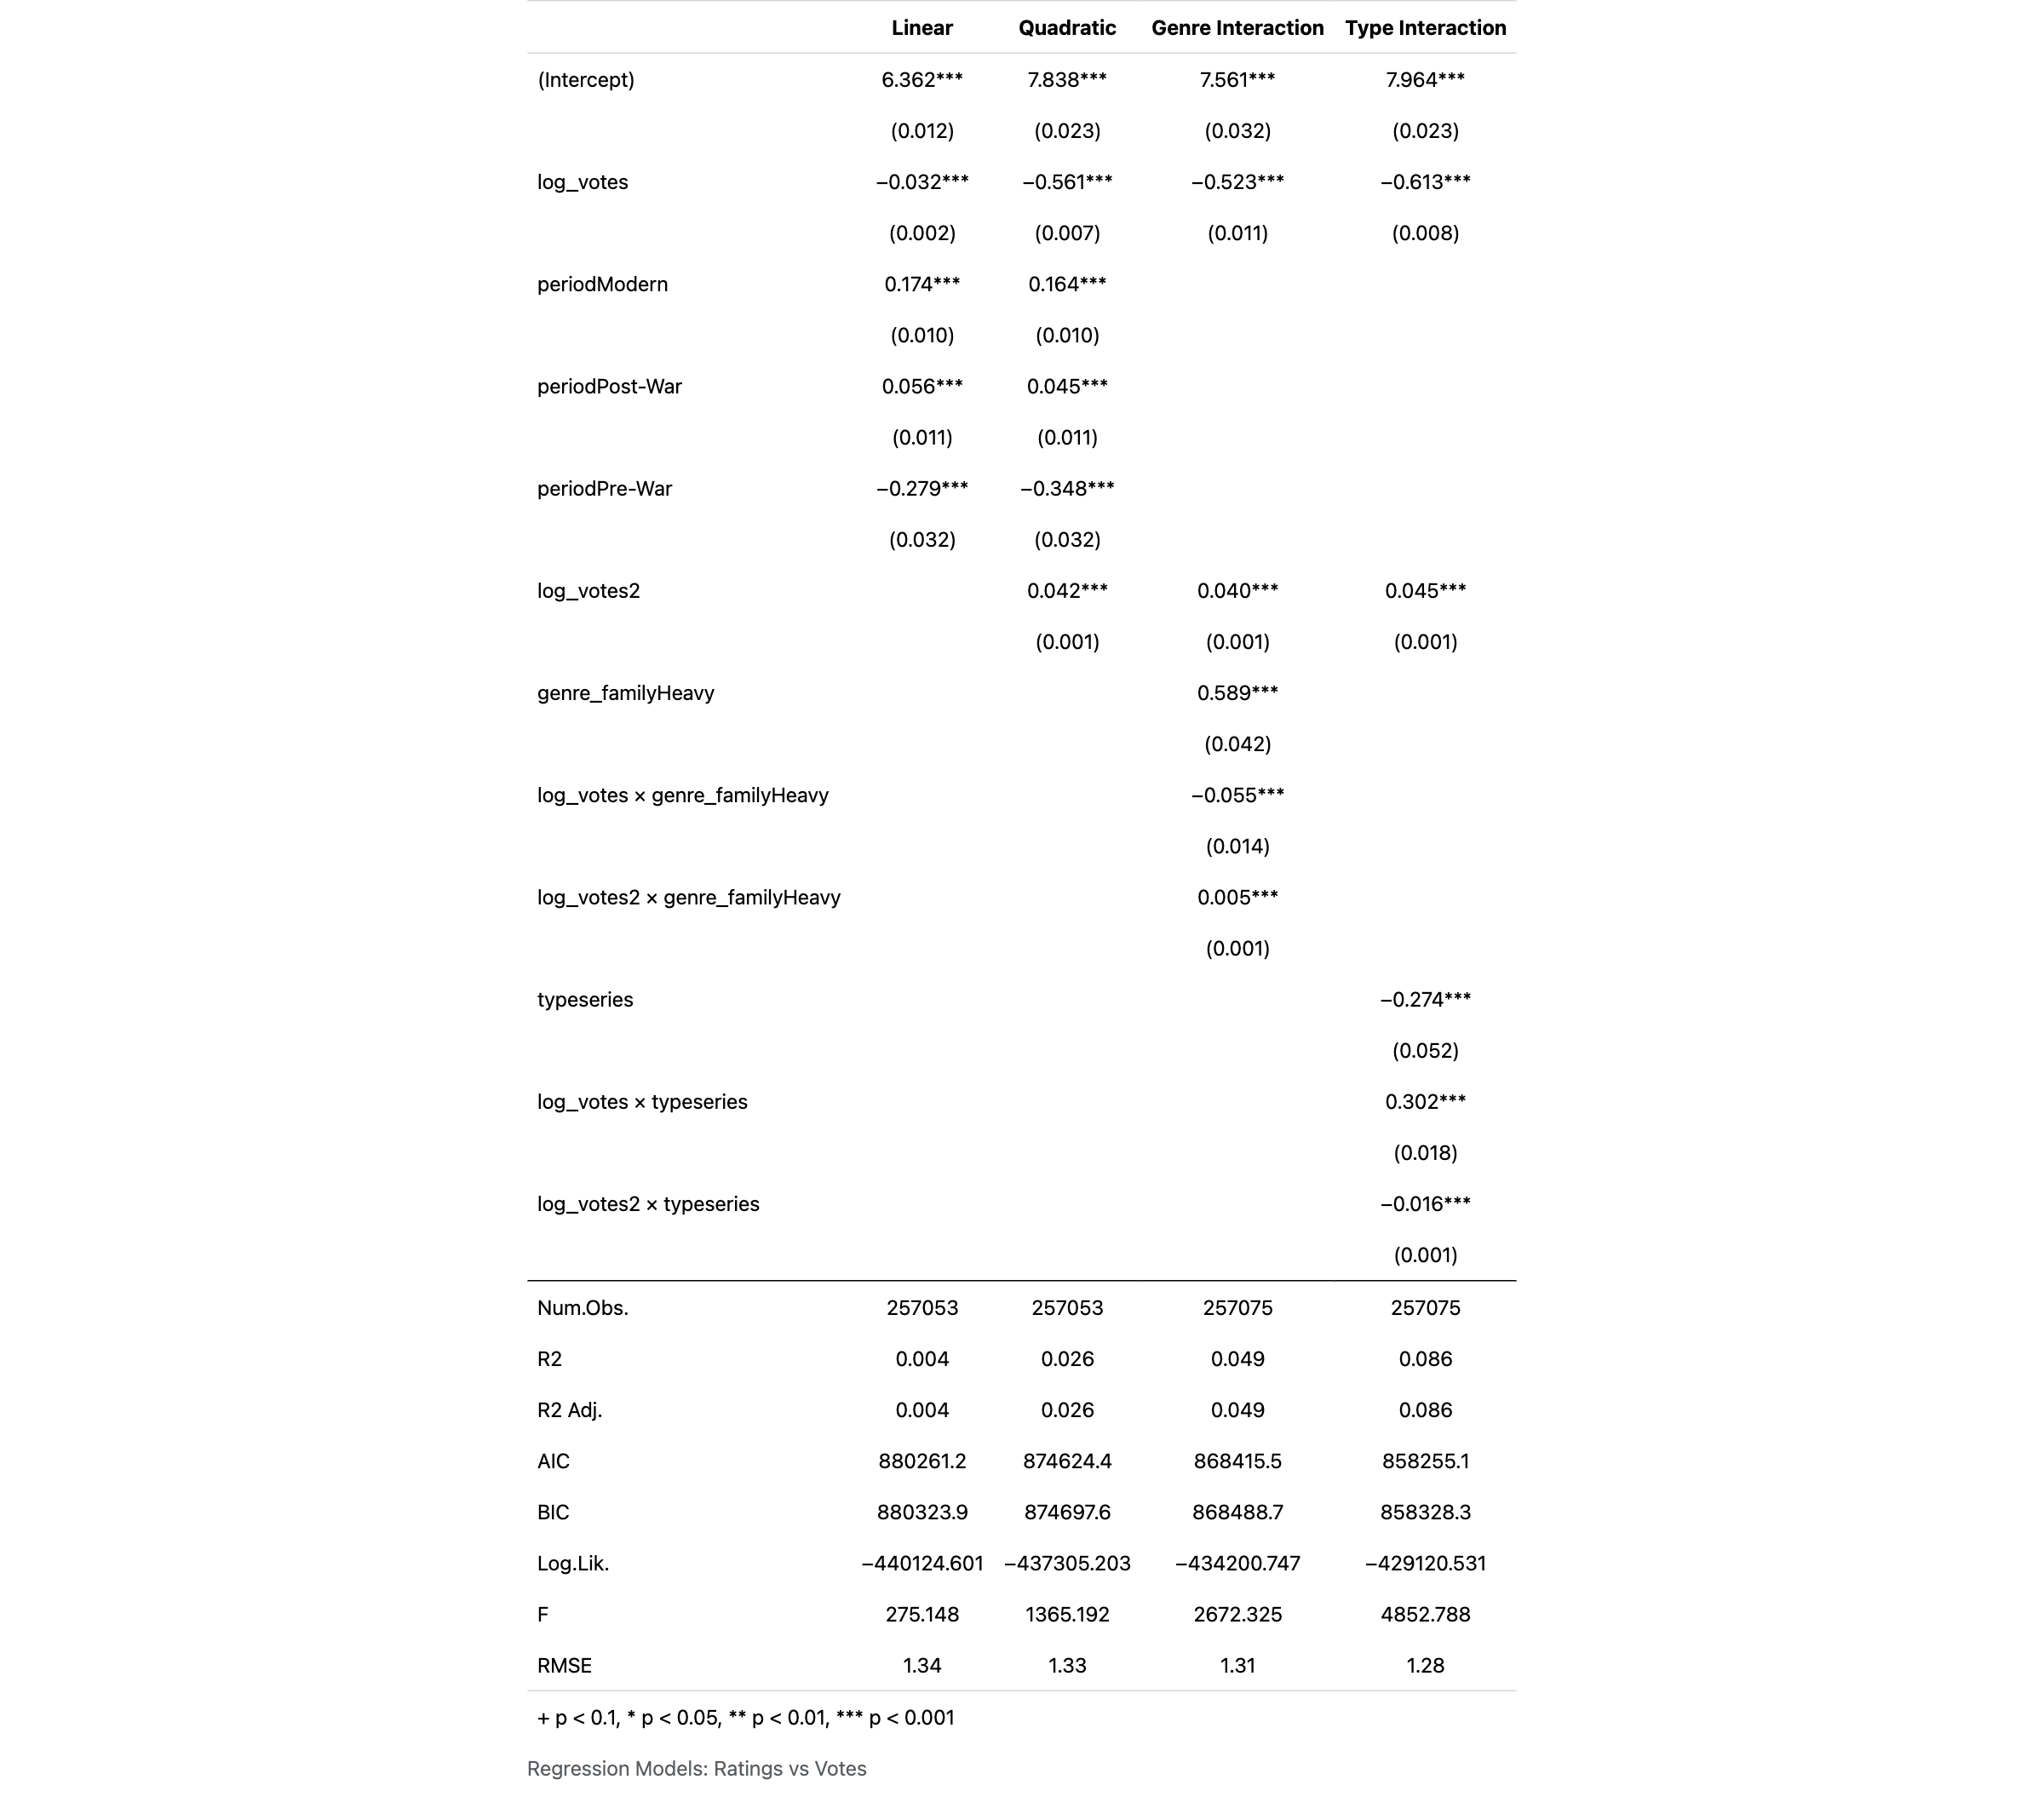 Linear Quadratic Genre Interaction Type Interaction
(Intercept) 6.362*** 7.838*** 7.561*** 7.964***
(0.012) (0.023) (0.032) (0.023)
log_votes −0.032*** −0.561*** −0.523*** −0.613***
(0.002) (0.007) (0.011) (0.008)
periodModern 0.174*** 0.164***
(0.010) (0.010)
periodPost-War 0.056*** 0.045***
(0.011) (0.011)
periodPre-War −0.279*** −0.348***
(0.032) (0.032)
log_votes2 0.042*** 0.040*** 0.045***
(0.001) (0.001) (0.001)
genre_familyHeavy 0.589***
(0.042)
log_votes × genre_familyHeavy −0.055***
(0.014)
log_votes2 × genre_familyHeavy 0.005***
(0.001)
typeseries −0.274***
(0.052)
log_votes × typeseries 0.302***
(0.018)
log_votes2 × typeseries −0.016***
(0.001)
Num.Obs. 257053 257053 257075 257075
R2 0.004 0.026 0.049 0.086
R2 Adj. 0.004 0.026 0.049 0.086
AIC 880261.2 874624.4 868415.5 858255.1
BIC 880323.9 874697.6 868488.7 858328.3
Log.Lik. −440124.601 −437305.203 −434200.747 −429120.531
F 275.148 1365.192 2672.325 4852.788
RMSE 1.34 1.33 1.31 1.28
+ p < 0.1, * p < 0.05, ** p < 0.01, *** p < 0.001
Regression Models: Ratings vs Votes